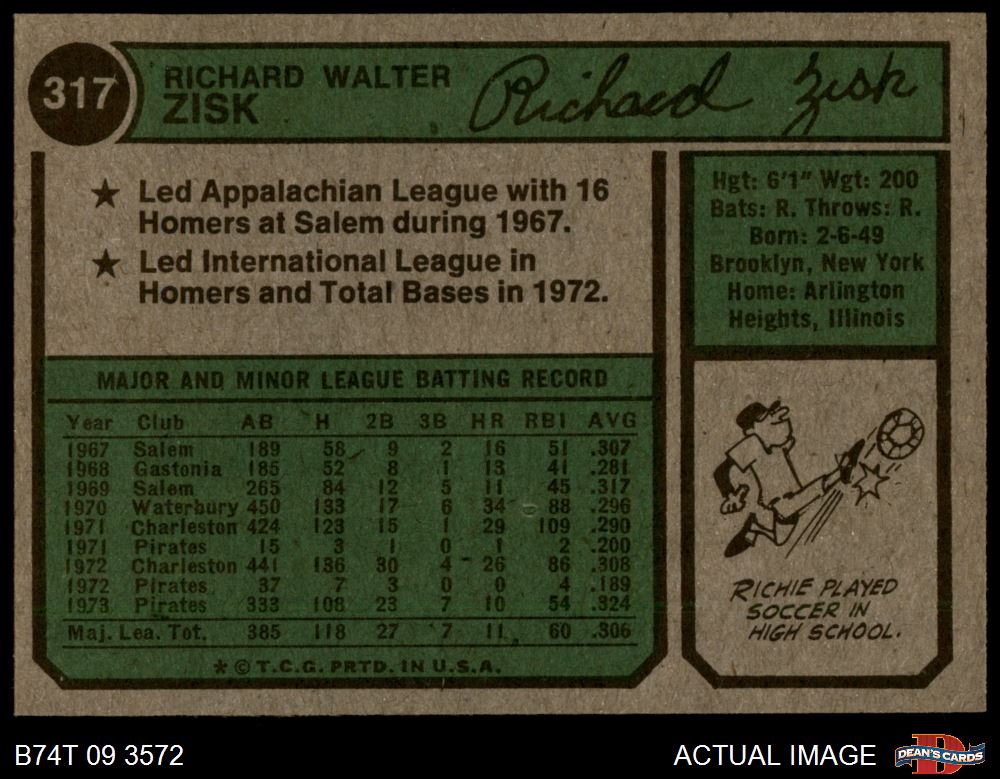 317
RICHARD WALTER
ZISK
Richard Zisk
★ Led Appalachian League with 16
Homers at Salem during 1967.
★ Led International League in
Homers and Total Bases in 1972.
Hgt: 6'1" Wgt: 200
Bats: R. Throws: R.
Born: 2-6-49
Brooklyn, New York
Home: Arlington
Heights, Illinois
MAJOR AND MINOR LEAGUE BATTING RECORD
Year Club AB H 2B 3B HR RBI AVG
1967 Salem 189 58 9 2 16 51 .307
1968 Gastonia 185 52 8 1 13 41 .281
1969 Salem 265 84 12 5 11 45 .317
1970 Waterbury 450 133 17 6 34 88 .296
1971 Charleston 424 123 15 1 29 109 .290
1971 Pirates 15 3 1 0 1 2 .200
1972 Charleston 441 136 30 4 26 86 .308
1972 Pirates 37 7 3 0 0 4 .189
1973 Pirates 333 108 23 7 10 54 .324
Maj. Lea. Tot. 385 118 27 7 11 60 .306
* © T.C.G. PRTD. IN U.S.A.
RICHIE PLAYED
SOCCER IN
HIGH SCHOOL.
B74T 09 3572
ACTUAL IMAGE
D
DEAN'S CARDS